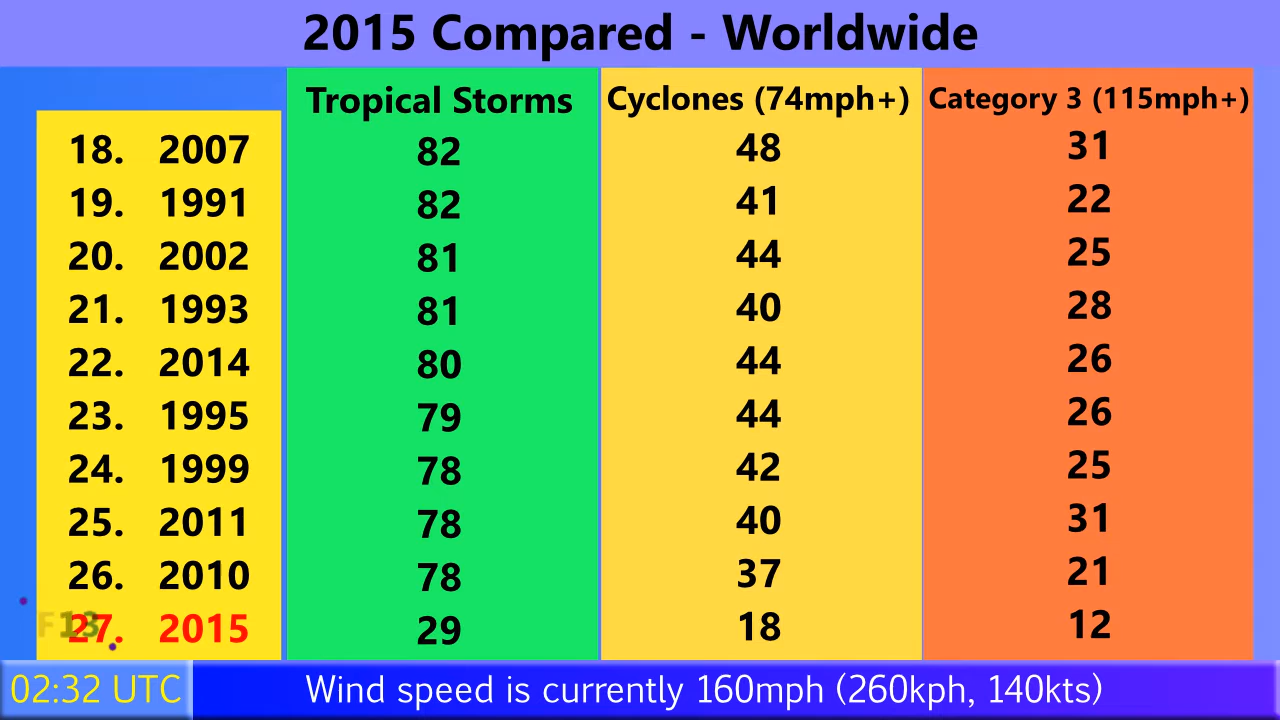 2015 Compared - Worldwide
Tropical Storms Cyclones (74mph+) Category 3 (115mph+)
18. 2007 82 48 31
19. 1991 82 41 22
20. 2002 81 44 25
21. 1993 81 40 28
22. 2014 80 44 26
23. 1995 79 44 26
24. 1999 78 42 25
25. 2011 78 40 31
26. 2010 78 37 21
27. 2015 29 18 12
F13
02:32 UTC Wind speed is currently 160mph (260kph, 140kts)